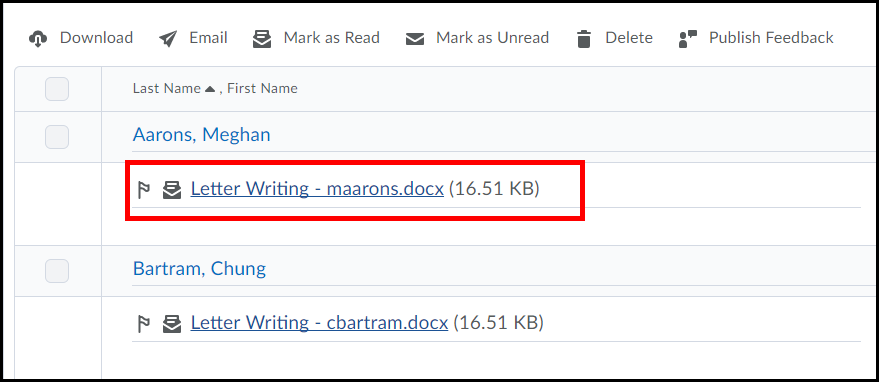 Download Email Mark as Read Mark as Unread Delete Publish Feedback
Last Name , First Name
Aarons, Meghan
Letter Writing - maarons.docx (16.51 KB)
Bartram, Chung
Letter Writing - cbartram.docx (16.51 KB)